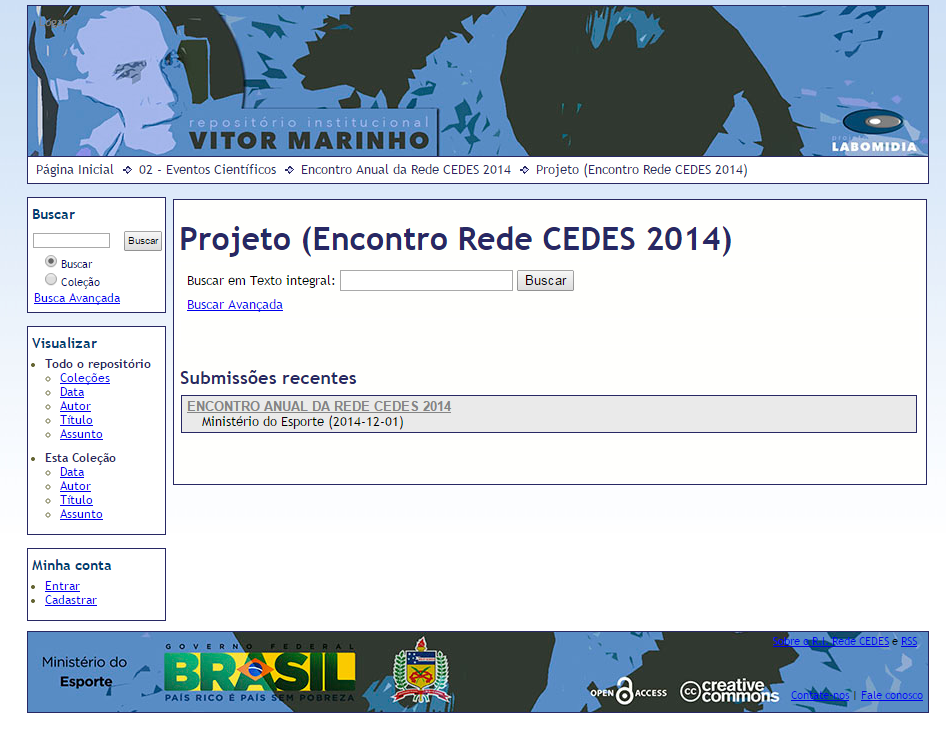 repositório institucional
VITOR MARINHO
LABOMIDIA
Página Inicial 02 - Eventos Científicos Encontro Anual da Rede CEDES 2014 Projeto (Encontro Rede CEDES 2014)
Buscar
Buscar
Buscar
Coleção
Busca Avançada
Visualizar
Todo o repositório
Coleções
Data
Autor
Título
Assunto
Esta Coleção
Data
Autor
Título
Assunto
Minha conta
Entrar
Cadastrar
Projeto (Encontro Rede CEDES 2014)
Buscar em Texto integral: Buscar
Buscar Avançada
Submissões recentes
ENCONTRO ANUAL DA REDE CEDES 2014
Ministério do Esporte (2014-12-01)
Ministério do
Esporte
GOVERNO FEDERAL
BRASIL
PAÍS RICO É PAÍS SEM POBREZA
OPEN ACCESS
cc creative
commons
Sobre o R.I. Rede CEDES e RSS
Contate-nos | Fale conosco